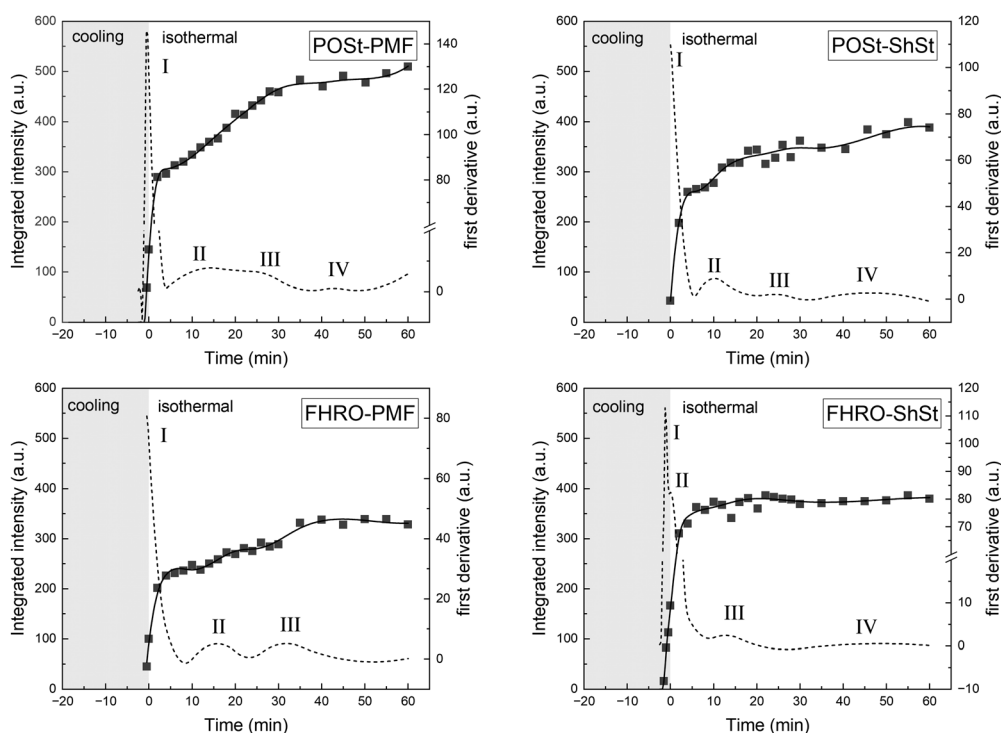 cooling isothermal POSt-PMF
I
II III IV
Integrated intensity (a.u.)
600
500
400
300
200
100
0
first derivative (a.u.)
140
120
100
80
0
−20 −10 0 10 20 30 40 50 60
Time (min)
cooling isothermal POSt-ShSt
I
II III IV
Integrated intensity (a.u.)
600
500
400
300
200
100
0
first derivative (a.u.)
120
100
80
60
40
20
0
−20 −10 0 10 20 30 40 50 60
Time (min)
cooling isothermal FHRO-PMF
I
II III
Integrated intensity (a.u.)
600
500
400
300
200
100
0
first derivative (a.u.)
80
60
40
20
0
−20 −10 0 10 20 30 40 50 60
Time (min)
cooling isothermal FHRO-ShSt
I
II
III IV
Integrated intensity (a.u.)
600
500
400
300
200
100
0
first derivative (a.u.)
120
110
100
90
80
70
10
0
−10
−20 −10 0 10 20 30 40 50 60
Time (min)